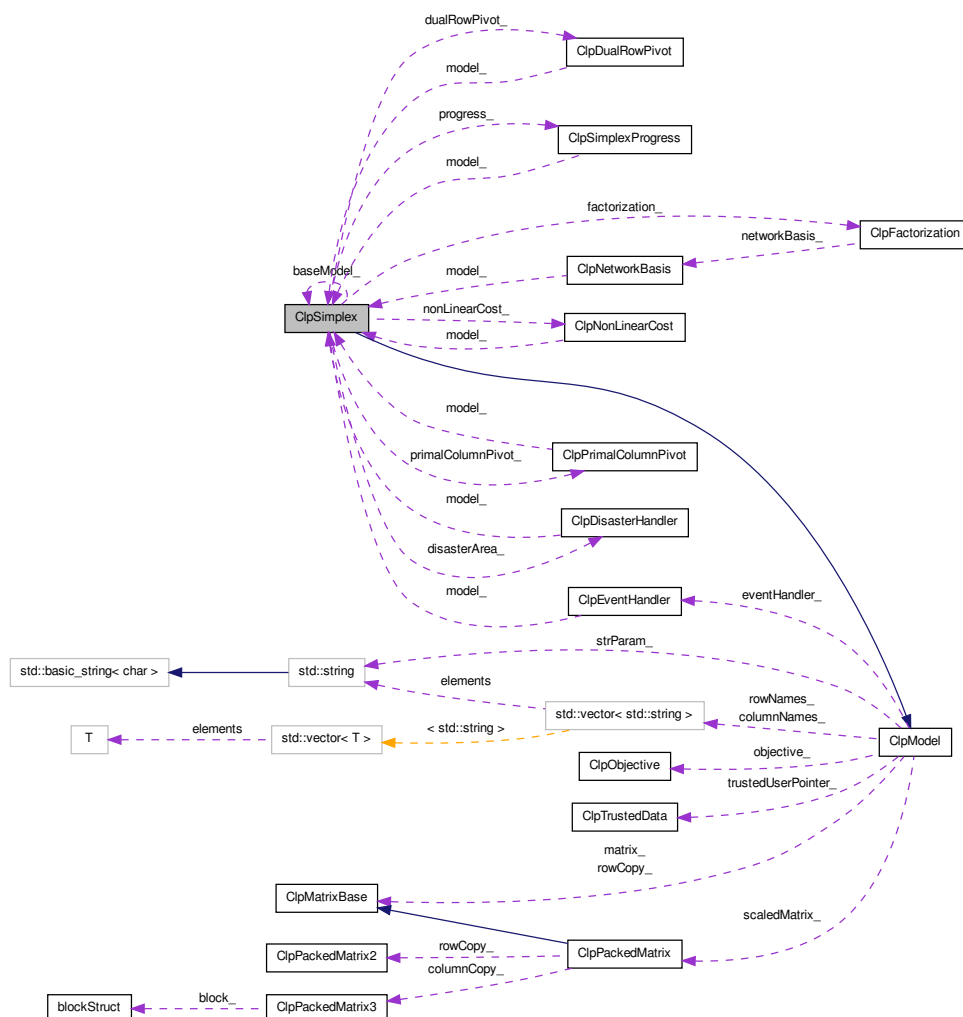 dualRowPivot_
ClpDualRowPivot
model_
progress_
ClpSimplexProgress
model_
factorization_
ClpFactorization
networkBasis_
ClpNetworkBasis
model_
baseModel_
ClpSimplex
nonLinearCost_
ClpNonLinearCost
model_
model_
ClpPrimalColumnPivot
primalColumnPivot_
model_
ClpDisasterHandler
disasterArea_
ClpEventHandler
model_
eventHandler_
strParam_
std::basic_string< char >
std::string
elements
std::vector< std::string >
rowNames_
columnNames_
T
elements
std::vector< T >
< std::string >
ClpModel
objective_
ClpObjective
trustedUserPointer_
ClpTrustedData
matrix_
rowCopy_
ClpMatrixBase
scaledMatrix_
ClpPackedMatrix
rowCopy_
ClpPackedMatrix2
columnCopy_
blockStruct
block_
ClpPackedMatrix3